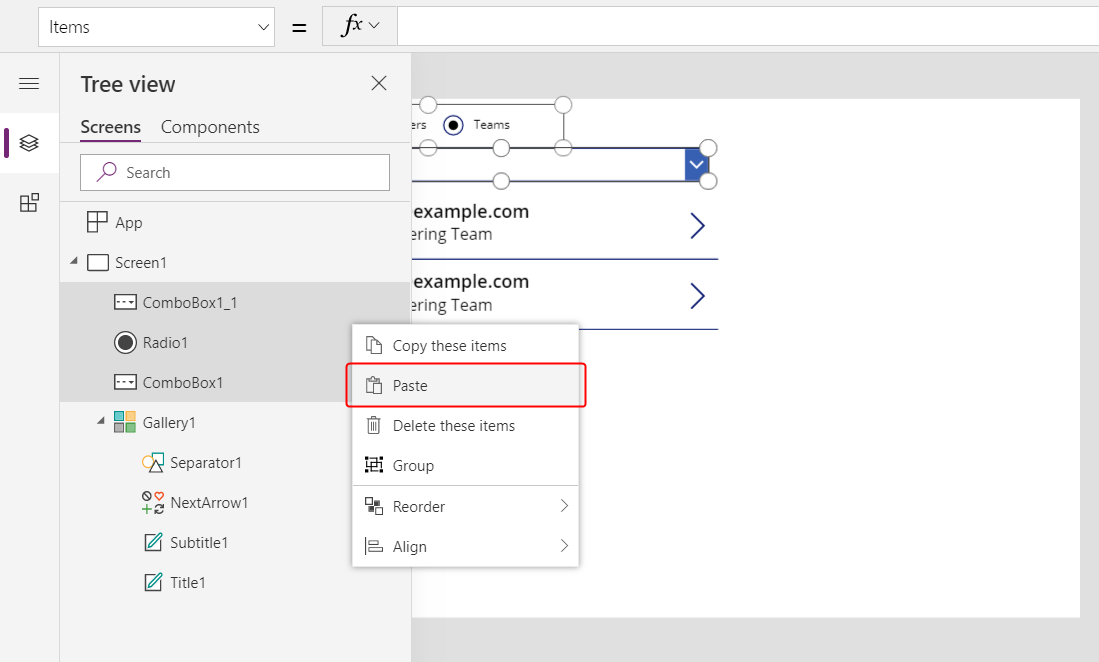 Items
= fx
Tree view
Screens Components
Search
App
Screen1
ComboBox1_1
Radio1
ComboBox1
Gallery1
Separator1
NextArrow1
Subtitle1
Title1
Copy these items
Paste
Delete these items
Group
Reorder
Align
ers Teams
example.com
ering Team
example.com
ering Team